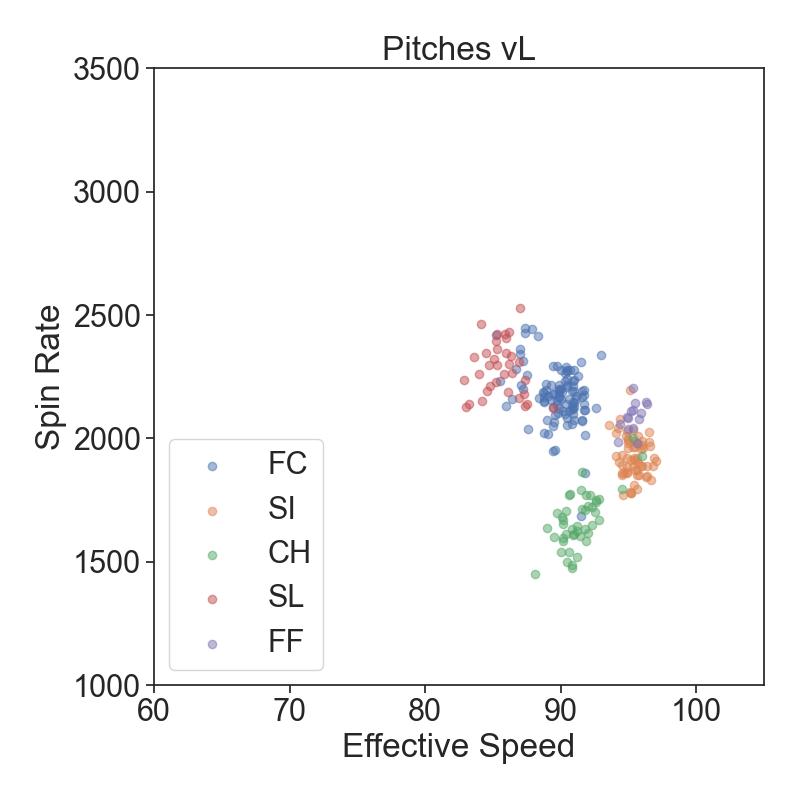 Pitches vL
3500
3000
2500
2000
1500
1000
Spin Rate
FC
SI
CH
SL
FF
60 70 80 90 100
Effective Speed